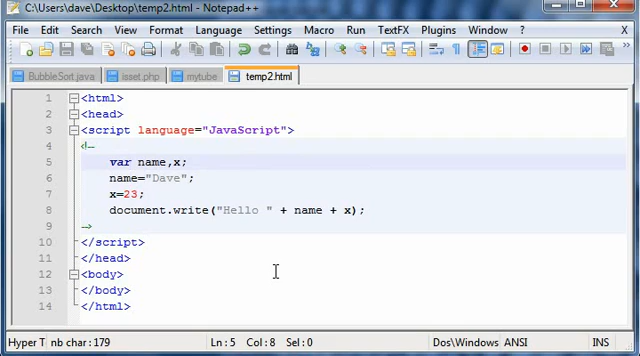 C:\Users\dave\Desktop\temp2.html - Notepad++
File Edit Search View Format Language Settings Macro Run TextFX Plugins Window ? X
BubbleSort.java isset.php mytube temp2.html
1 <html>
2 <head>
3 <script language="JavaScript">
4 <!--
5 var name,x;
6 name="Dave";
7 x=23;
8 document.write("Hello " + name + x);
9 -->
10 </script>
11 </head>
12 <body>
13 </body>
14 </html>
Hyper T nb char : 179 Ln : 5 Col : 8 Sel : 0 Dos\Windows ANSI INS